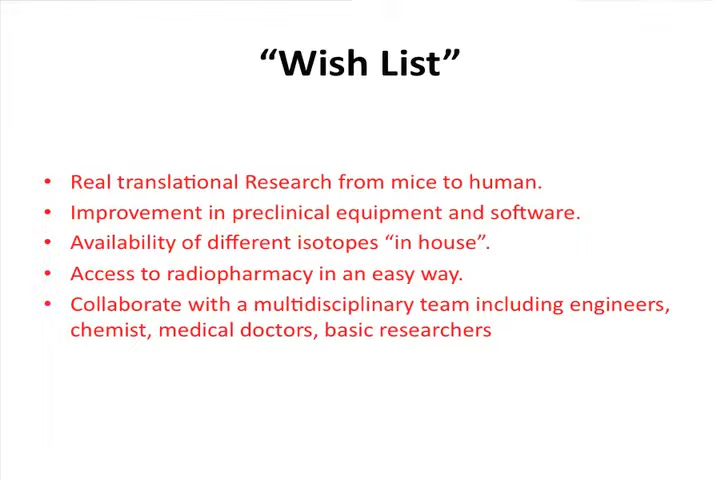 “Wish List”
• Real translational Research from mice to human.
• Improvement in preclinical equipment and software.
• Availability of different isotopes “in house”.
• Access to radiopharmacy in an easy way.
• Collaborate with a multidisciplinary team including engineers,
chemist, medical doctors, basic researchers